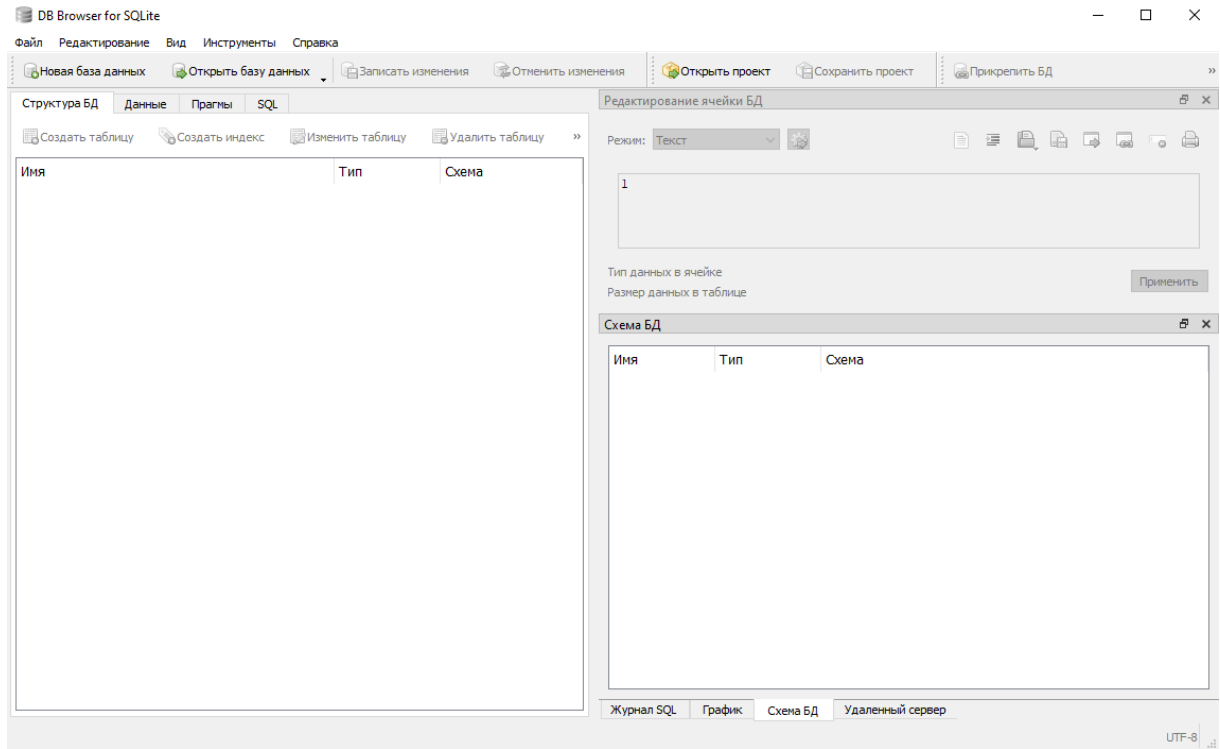 DB Browser for SQLite
Файл Редактирование Вид Инструменты Справка
Новая база данных Открыть базу данных Записать изменения Отменить изменения Открыть проект Сохранить проект Прикрепить БД »
Структура БД Данные Прагмы SQL
Создать таблицу Создать индекс Изменить таблицу Удалить таблицу »
Имя Тип Схема
Редактирование ячейки БД
Режим: Текст
1
Тип данных в ячейке
Размер данных в таблице
Применить
Схема БД
Имя Тип Схема
Журнал SQL График Схема БД Удаленный сервер
UTF-8